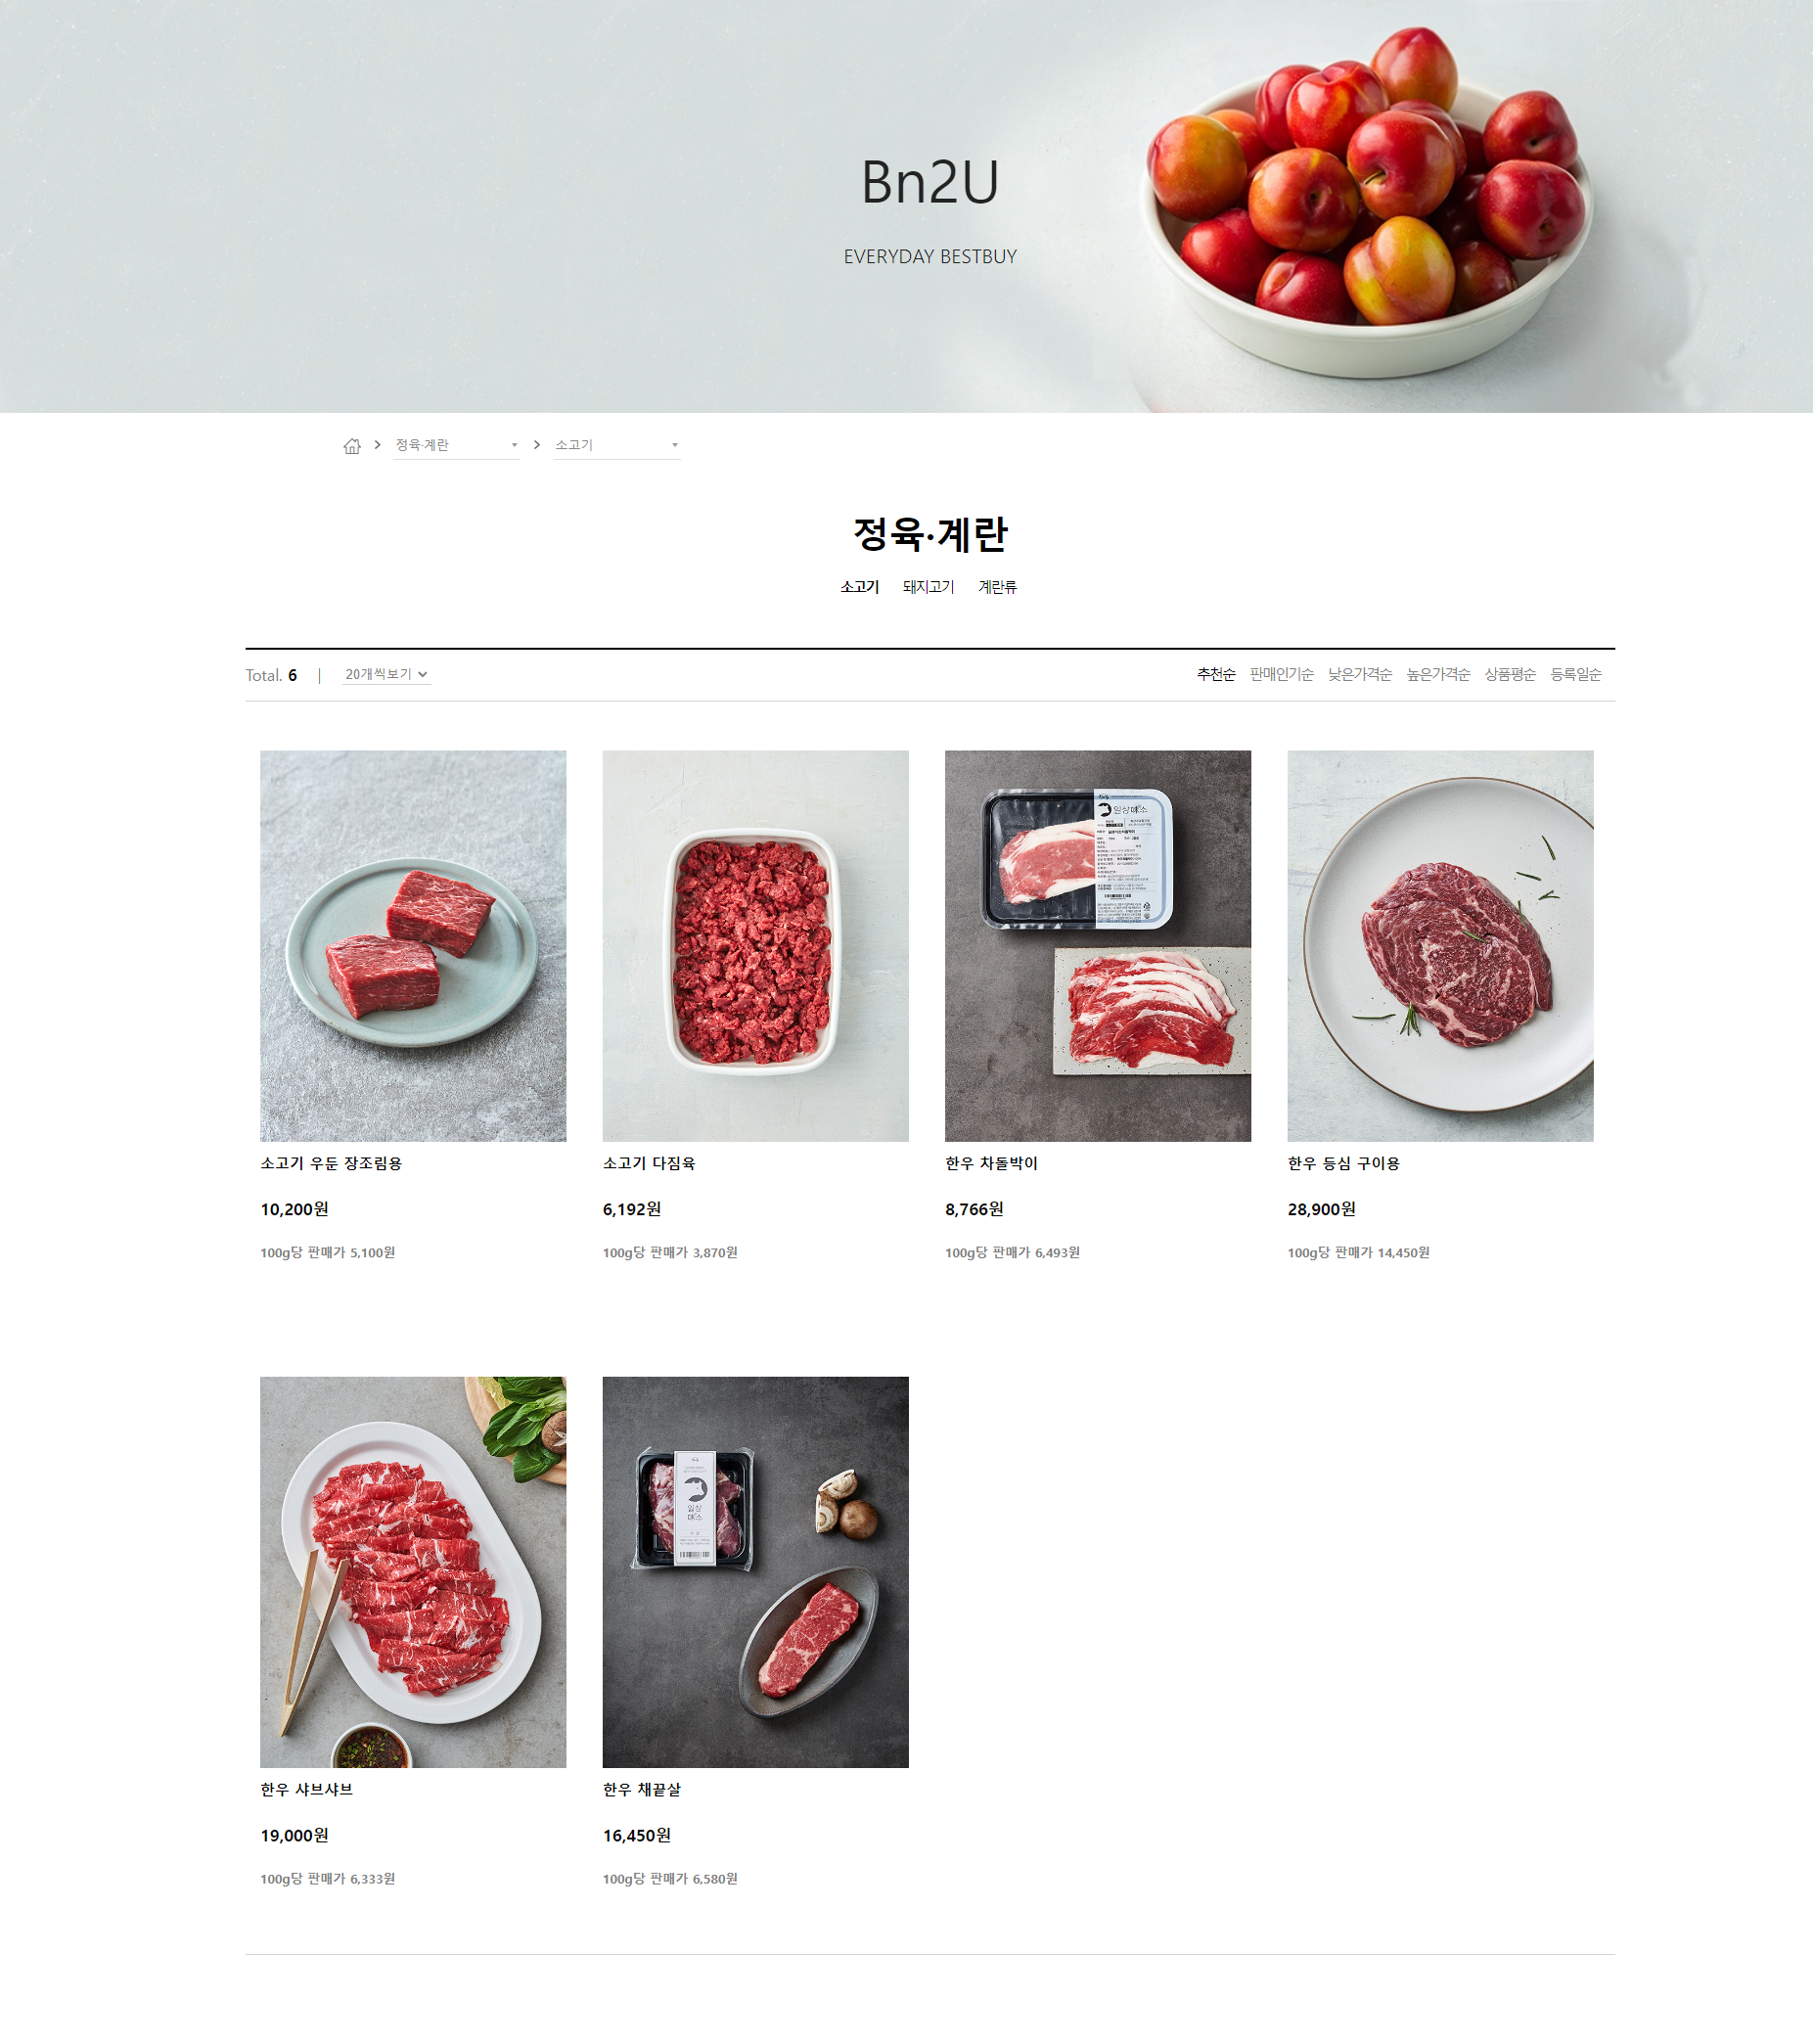 Bn2U
EVERYDAY BESTBUY
정육·계란
소고기
정육·계란
소고기 돼지고기 계란류
Total. 6 | 20개씩보기
추천순 판매인기순 낮은가격순 높은가격순 상품평순 등록일순
일상
소
소고기 우둔 장조림용
10,200원
100g당 판매가 5,100원
소고기 다짐육
6,192원
100g당 판매가 3,870원
한우 차돌박이
8,766원
100g당 판매가 6,493원
한우 등심 구이용
28,900원
100g당 판매가 14,450원
일상
소
한우 샤브샤브
19,000원
100g당 판매가 6,333원
한우 채끝살
16,450원
100g당 판매가 6,580원